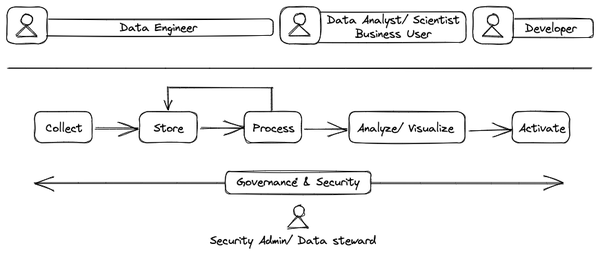 Data Engineer
Data Analyst/ Scientist
Business User
Developer
Collect
Store
Process
Analyze/ Visualize
Activate
Governance & Security
Security Admin/ Data steward